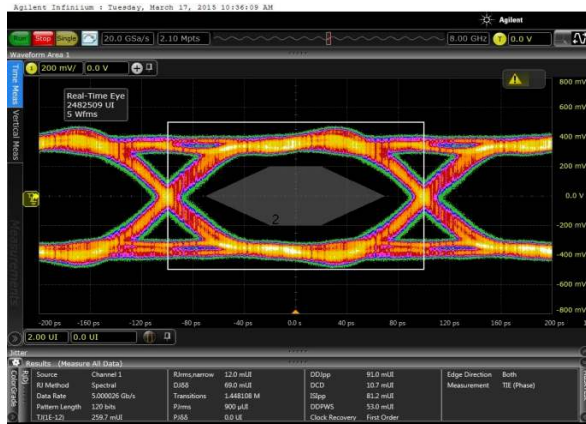 Agilent Infiniium : Tuesday, March 17, 2015 10:36:09 AM
Agilent
Run Stop Single 20.0 GSa/s 2.10 Mpts 8.00 GHz T 0.0 V
Waveform Area 1
1 200 mV/ 0.0 V
Time Meas
Vertical Meas
Real-Time Eye
2482509 UI
5 Wfms
800 mV
600 mV
400 mV
200 mV
0.0 V
-200 mV
-400 mV
-600 mV
-800 mV
2
-200 ps -160 ps -120 ps -80 ps -40 ps 0.0 s 40 ps 80 ps 120 ps 160 ps 200 ps
2.00 UI 0.0 UI
Jitter
Results (Measure All Data)
Source Channel 1 RJrms,narrow 12.0 mUI DDJpp 91.0 mUI Edge Direction Both
RJ Method Spectral DJδδ 69.0 mUI DCD 10.7 mUI Measurement TIE (Phase)
Data Rate 5.000026 Gb/s Transitions 1.448108 M ISIpp 81.2 mUI
Pattern Length 120 bits PJrms 900 μUI DDPWS 53.0 mUI
TJ(1E-12) 259.7 mUI PJδδ 0.0 UI Clock Recovery First Order